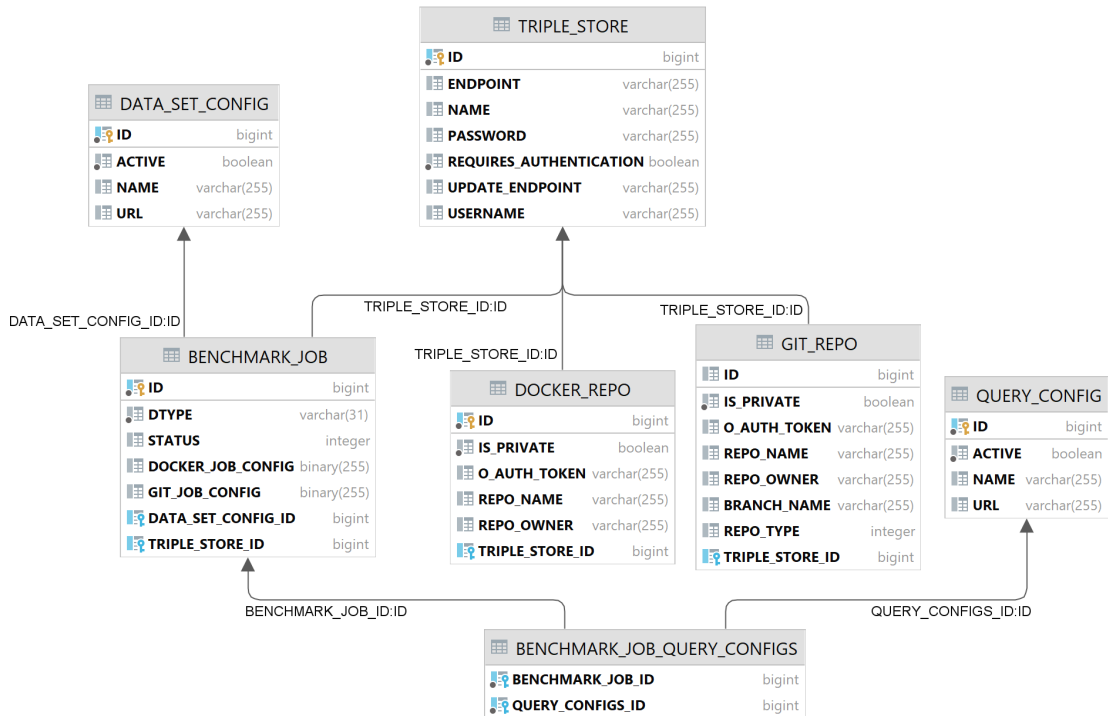 TRIPLE_STORE
ID bigint
ENDPOINT varchar(255)
NAME varchar(255)
PASSWORD varchar(255)
REQUIRES_AUTHENTICATION boolean
UPDATE_ENDPOINT varchar(255)
USERNAME varchar(255)
DATA_SET_CONFIG
ID bigint
ACTIVE boolean
NAME varchar(255)
URL varchar(255)
DATA_SET_CONFIG_ID:ID
TRIPLE_STORE_ID:ID
TRIPLE_STORE_ID:ID
TRIPLE_STORE_ID:ID
BENCHMARK_JOB
ID bigint
DTYPE varchar(31)
STATUS integer
DOCKER_JOB_CONFIG binary(255)
GIT_JOB_CONFIG binary(255)
DATA_SET_CONFIG_ID bigint
TRIPLE_STORE_ID bigint
DOCKER_REPO
ID bigint
IS_PRIVATE boolean
O_AUTH_TOKEN varchar(255)
REPO_NAME varchar(255)
REPO_OWNER varchar(255)
TRIPLE_STORE_ID bigint
GIT_REPO
ID bigint
IS_PRIVATE boolean
O_AUTH_TOKEN varchar(255)
REPO_NAME varchar(255)
REPO_OWNER varchar(255)
BRANCH_NAME varchar(255)
REPO_TYPE integer
TRIPLE_STORE_ID bigint
QUERY_CONFIG
ID bigint
ACTIVE boolean
NAME varchar(255)
URL varchar(255)
BENCHMARK_JOB_ID:ID
QUERY_CONFIGS_ID:ID
BENCHMARK_JOB_QUERY_CONFIGS
BENCHMARK_JOB_ID bigint
QUERY_CONFIGS_ID bigint